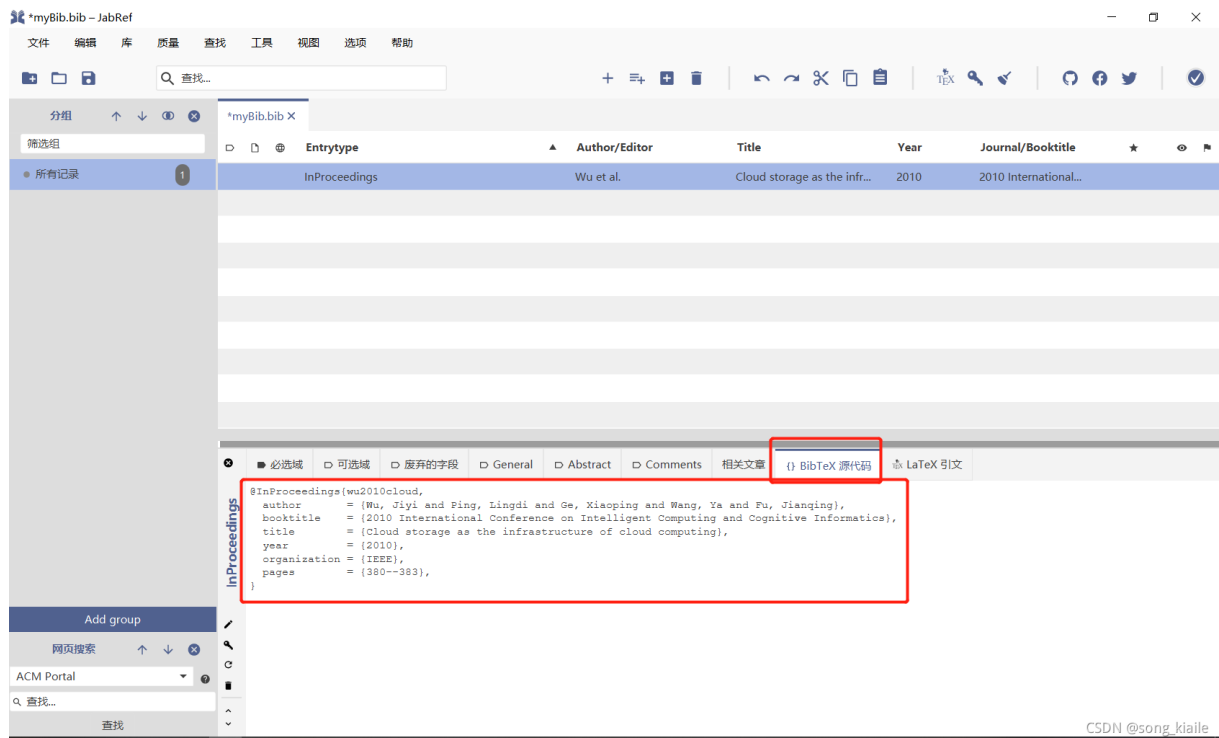 *myBib.bib – JabRef
文件 编辑 库 质量 查找 工具 视图 选项 帮助
查找...
分组
*myBib.bib
筛选组
Entrytype Author/Editor Title Year Journal/Booktitle
所有记录 1
InProceedings Wu et al. Cloud storage as the infr... 2010 2010 International...
必选域 可选域 废弃的字段 General Abstract Comments 相关文章 {} BibTeX 源代码 LaTeX 引文
InProceedings
@InProceedings{wu2010cloud,
author = {Wu, Jiyi and Ping, Lingdi and Ge, Xiaoping and Wang, Ya and Fu, Jianqing},
booktitle = {2010 International Conference on Intelligent Computing and Cognitive Informatics},
title = {Cloud storage as the infrastructure of cloud computing},
year = {2010},
organization = {IEEE},
pages = {380--383},
}
Add group
网页搜索
ACM Portal
查找...
查找
CSDN @song_kiaile